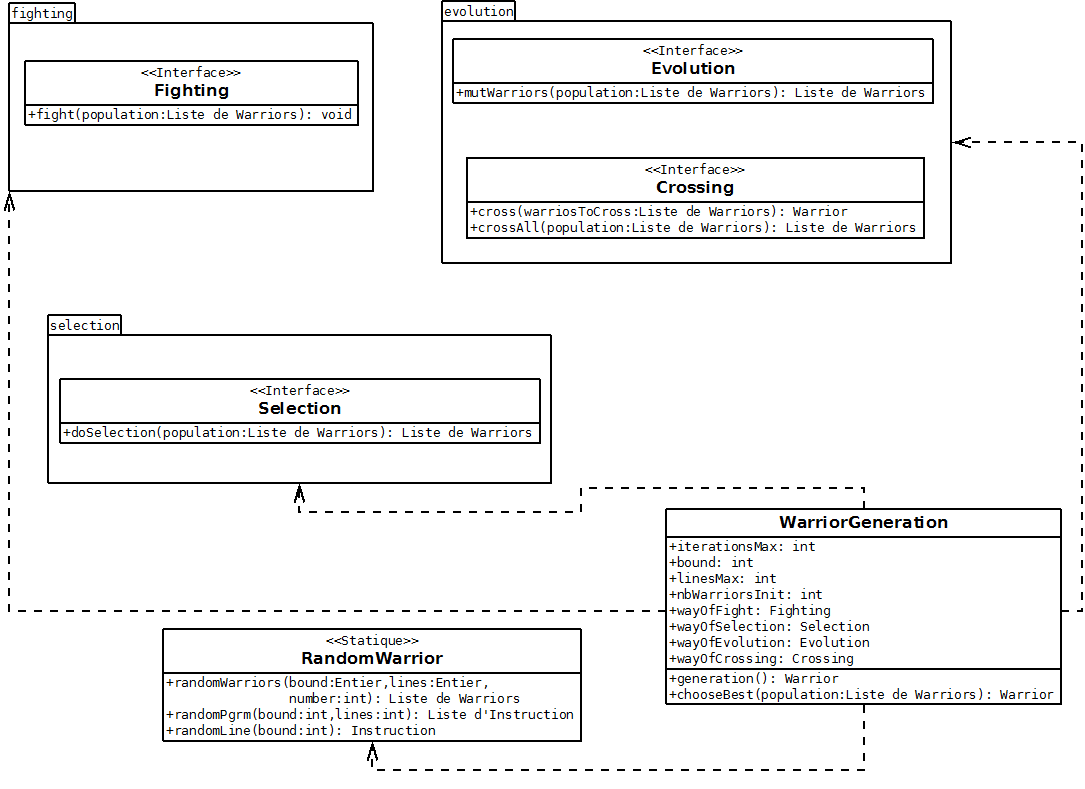 fighting
<<Interface>>
Fighting
+fight(population:Liste de Warriors): void
evolution
<<Interface>>
Evolution
+mutWarriors(population:Liste de Warriors): Liste de Warriors
<<Interface>>
Crossing
+cross(warriosToCross:Liste de Warriors): Warrior
+crossAll(population:Liste de Warriors): Liste de Warriors
selection
<<Interface>>
Selection
+doSelection(population:Liste de Warriors): Liste de Warriors
WarriorGeneration
+iterationsMax: int
+bound: int
+linesMax: int
+nbWarriorsInit: int
+wayOfFight: Fighting
+wayOfSelection: Selection
+wayOfEvolution: Evolution
+wayOfCrossing: Crossing
+generation(): Warrior
+chooseBest(population:Liste de Warriors): Warrior
<<Statique>>
RandomWarrior
+randomWarriors(bound:Entier,lines:Entier,
number:int): Liste de Warriors
+randomPgrm(bound:int,lines:int): Liste d'Instruction
+randomLine(bound:int): Instruction